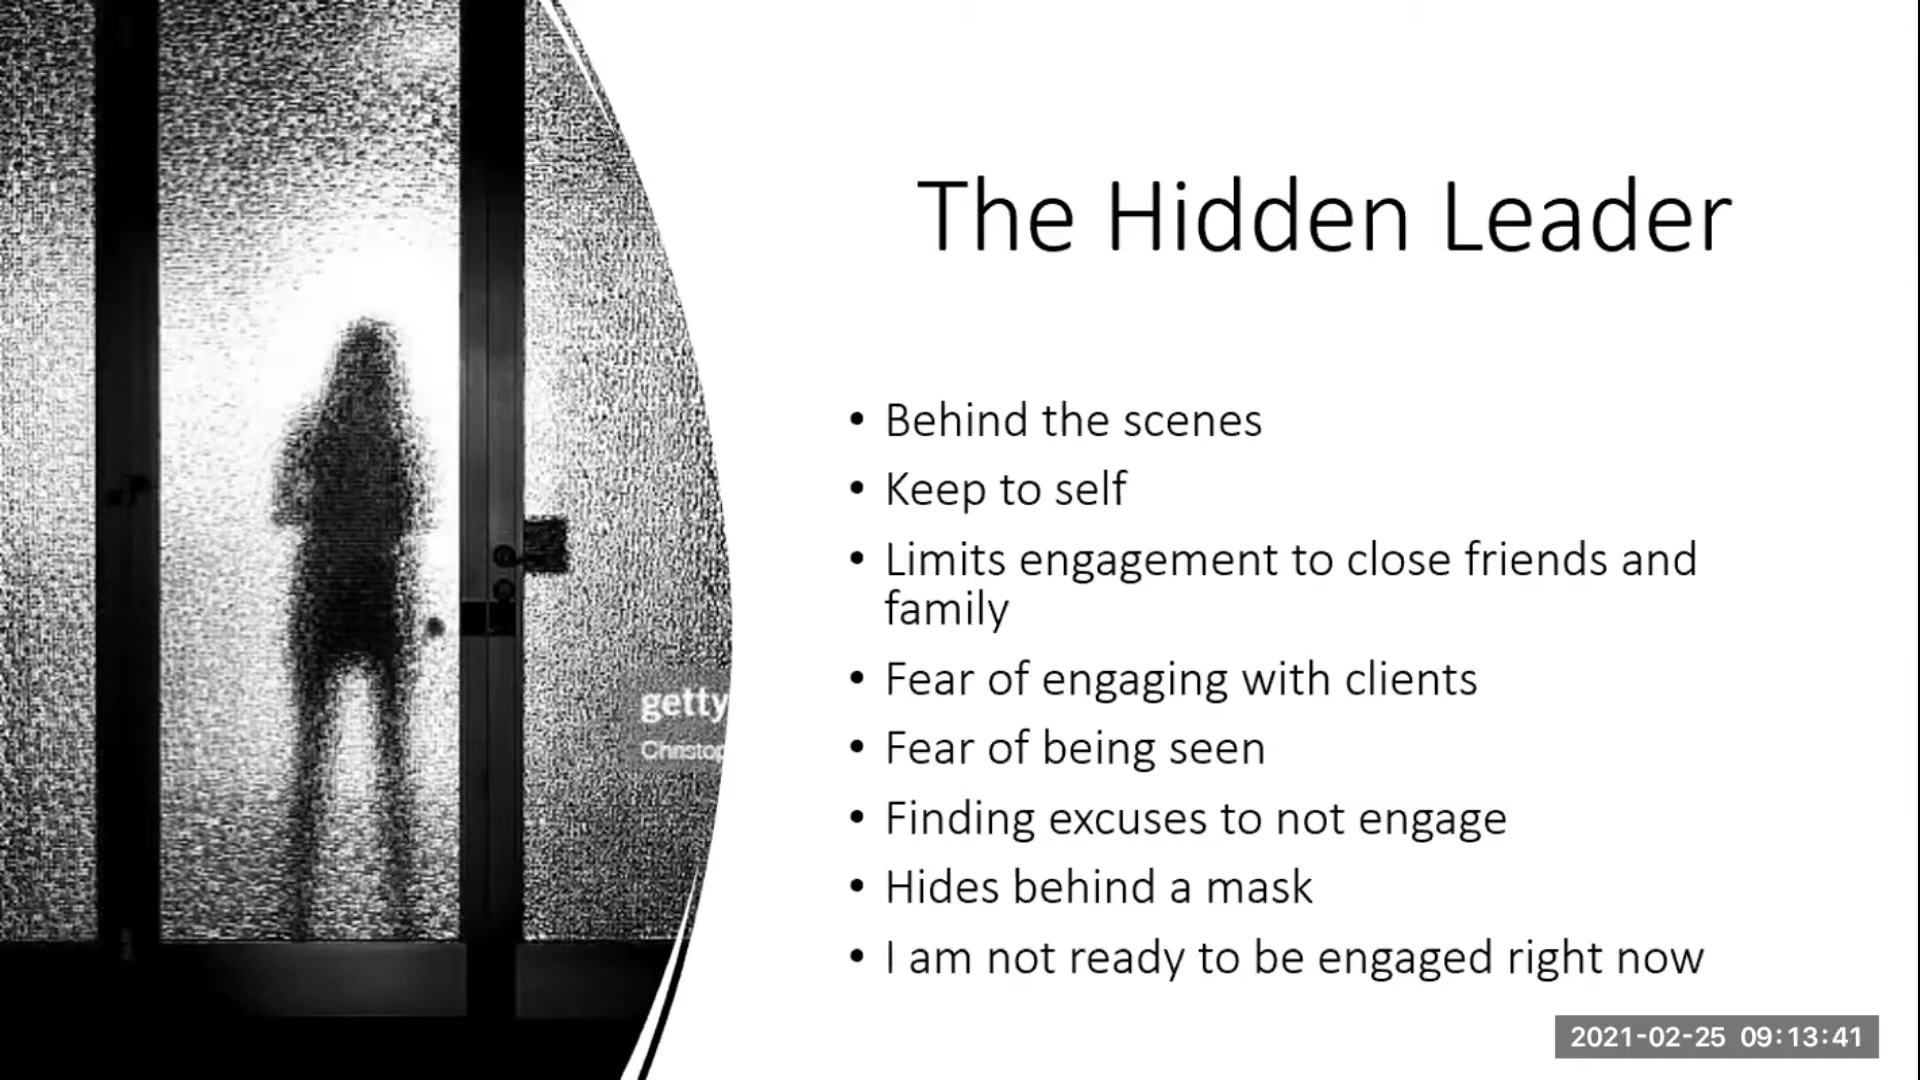 The Hidden Leader
• Behind the scenes
• Keep to self
• Limits engagement to close friends and
family
• Fear of engaging with clients
• Fear of being seen
• Finding excuses to not engage
• Hides behind a mask
• I am not ready to be engaged right now
getty
2021-02-25 09:13:41